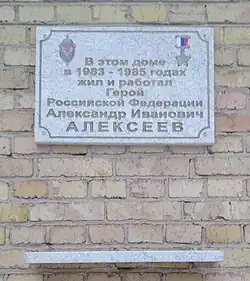 В этом доме
в 1983 - 1985 годах
жил и работал
Герой
Российской Федерации
Александр Иванович
АЛЕКСЕЕВ